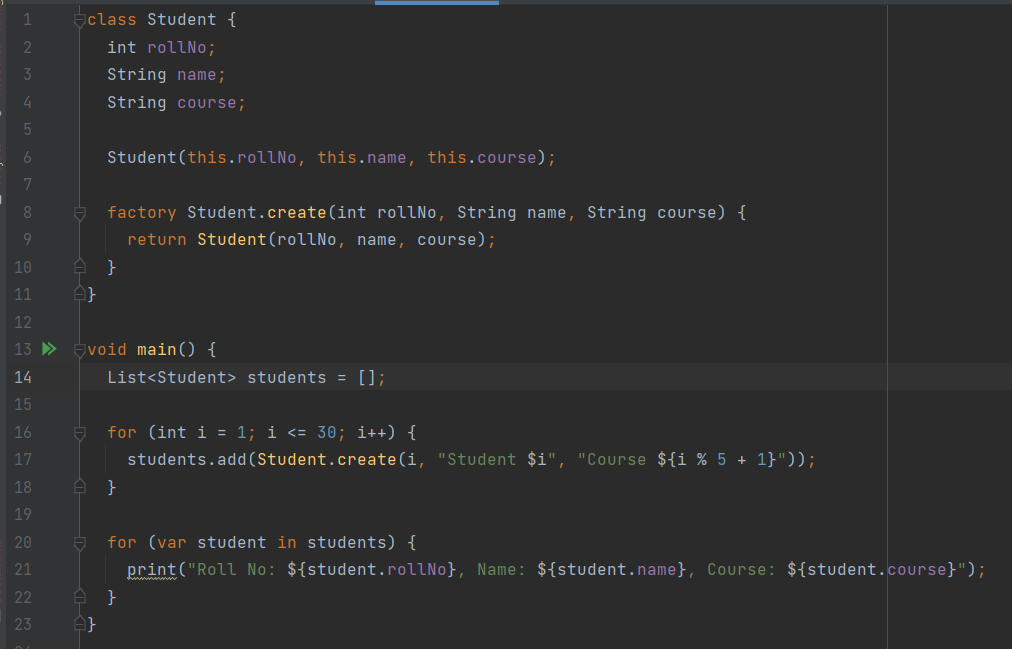 1 class Student {
2 int rollNo;
3 String name;
4 String course;
5
6 Student(this.rollNo, this.name, this.course);
7
8 factory Student.create(int rollNo, String name, String course) {
9 return Student(rollNo, name, course);
10 }
11 }
12
13 void main() {
14 List<Student> students = [];
15
16 for (int i = 1; i <= 30; i++) {
17 students.add(Student.create(i, "Student $i", "Course ${i % 5 + 1}"));
18 }
19
20 for (var student in students) {
21 print("Roll No: ${student.rollNo}, Name: ${student.name}, Course: ${student.course}");
22 }
23 }